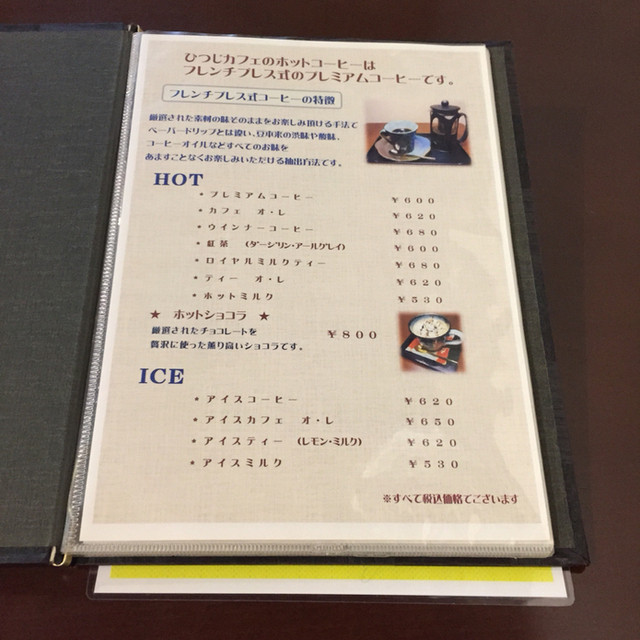 ひつじカフェのホットコーヒーは
フレンチプレス式のプレミアムコーヒーです。
フレンチプレス式コーヒーの特徴
厳選された素材の味そのままをお楽しみ頂ける手法で
ペーパードリップとは違い、豆本来の渋味や酸味、
コーヒーオイルなどすべてのお味を
あますことなくお楽しみいただける抽出方法です。
HOT
* プレミアムコーヒー ￥600
* カフェ オ・レ ￥620
* ウインナーコーヒー ￥680
* 紅茶 (ダージリン・アールグレイ) ￥600
* ロイヤルミルクティー ￥680
* ティー オ・レ ￥620
* ホットミルク ￥530
★ ホットショコラ ★
厳選されたチョコレートを ￥800
贅沢に使った薫り高いショコラです。
ICE
* アイスコーヒー ￥620
* アイスカフェ オ・レ ￥650
* アイスティー (レモン・ミルク) ￥620
* アイスミルク ￥530
※すべて税込価格でございます